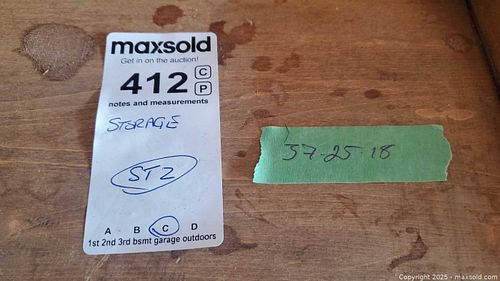 maxsold
Get in on the auction!
412 C
P
notes and measurements
STORAGE
ST2
A B C D
1st 2nd 3rd bsmt garage outdoors
37-25-18
Copyright 2025 - maxsold.com